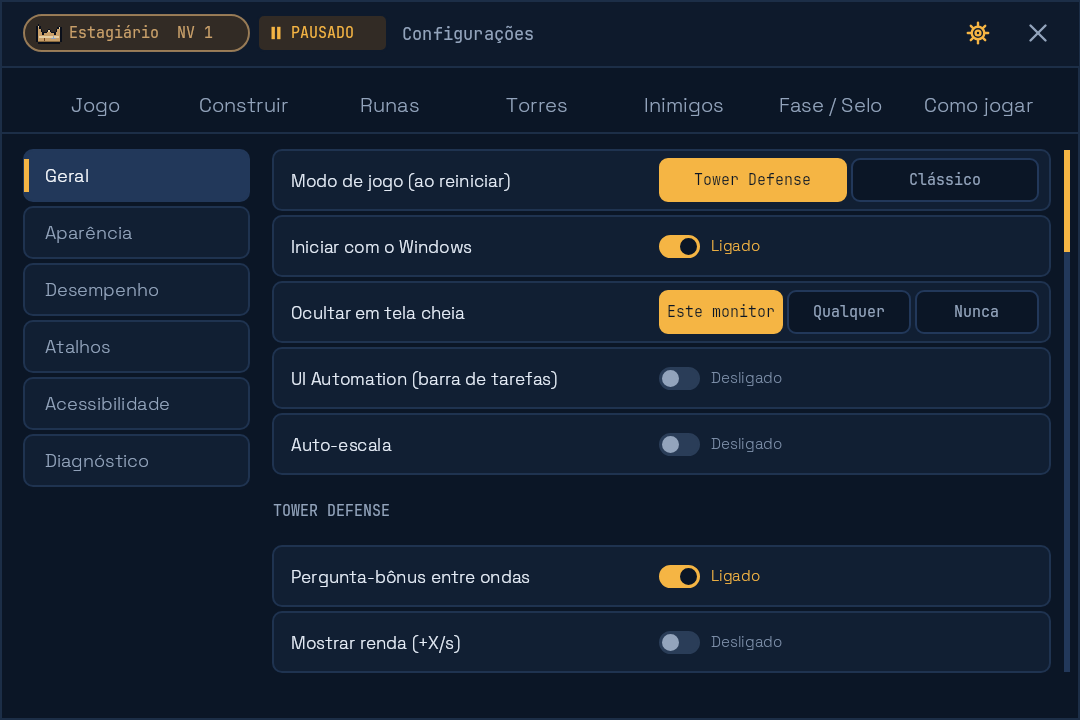 Estagiário NV 1 PAUSADO Configurações
Jogo Construir Runas Torres Inimigos Fase / Selo Como jogar
Geral
Aparência
Desempenho
Atalhos
Acessibilidade
Diagnóstico
Modo de jogo (ao reiniciar) Tower Defense Clássico
Iniciar com o Windows Ligado
Ocultar em tela cheia Este monitor Qualquer Nunca
UI Automation (barra de tarefas) Desligado
Auto-escala Desligado
TOWER DEFENSE
Pergunta-bônus entre ondas Ligado
Mostrar renda (+X/s) Desligado